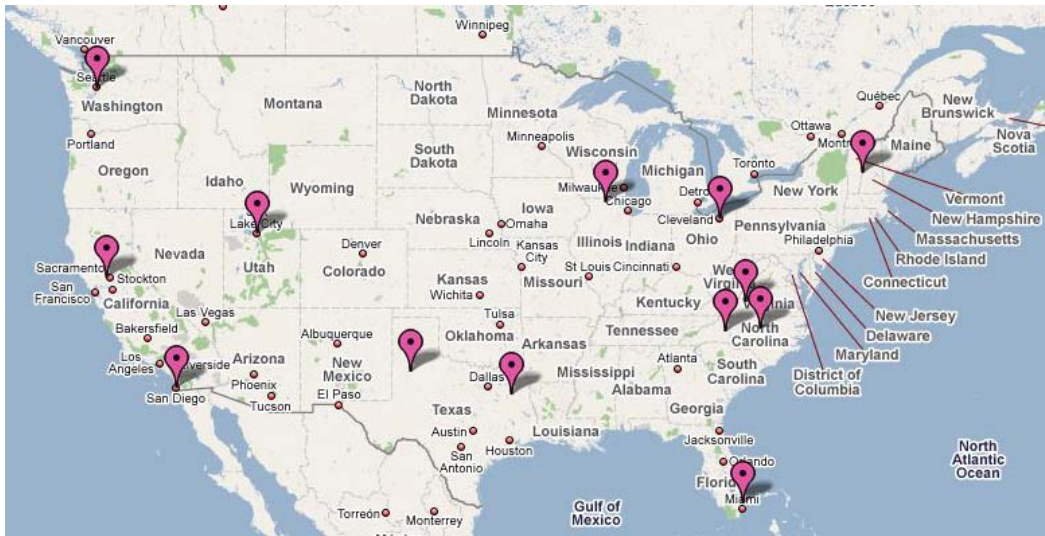 Winnipeg
Vancouver
Seattle
Washington
Montana
North
Dakota
Minnesota
Québec
New
Brunswick
Nova
Scotia
Ottawa
Maine
Portland
Oregon
Idaho
Wyoming
South
Dakota
Minneapolis
Wisconsin
Michigan
Toronto
New York
Vermont
New Hampshire
Massachusetts
Rhode Island
Connecticut
Milwaukee
Chicago
Cleveland
Pennsylvania
Philadelphia
Lake City
Nebraska
Iowa
Omaha
Lincoln
Illinois
Indiana
Ohio
Nevada
Utah
Denver
Colorado
Kansas
City
Kansas
Wichita
Missouri
St Louis
Cincinnati
West
Virginia
Virginia
Kentucky
New Jersey
Delaware
Maryland
District of
Columbia
Sacramento
Stockton
San
Francisco
California
Las Vegas
Bakersfield
Los
Angeles
Riverside
San Diego
Arizona
Phoenix
Tucson
Albuquerque
New
Mexico
El Paso
Oklahoma
Tulsa
Arkansas
Tennessee
North
Carolina
South
Carolina
Atlanta
Mississippi
Alabama
Georgia
Dallas
Texas
Austin
San
Antonio
Houston
Louisiana
Jacksonville
Orlando
Florid
Miami
Gulf of
Mexico
North
Atlantic
Ocean
Torreón
Monterrey